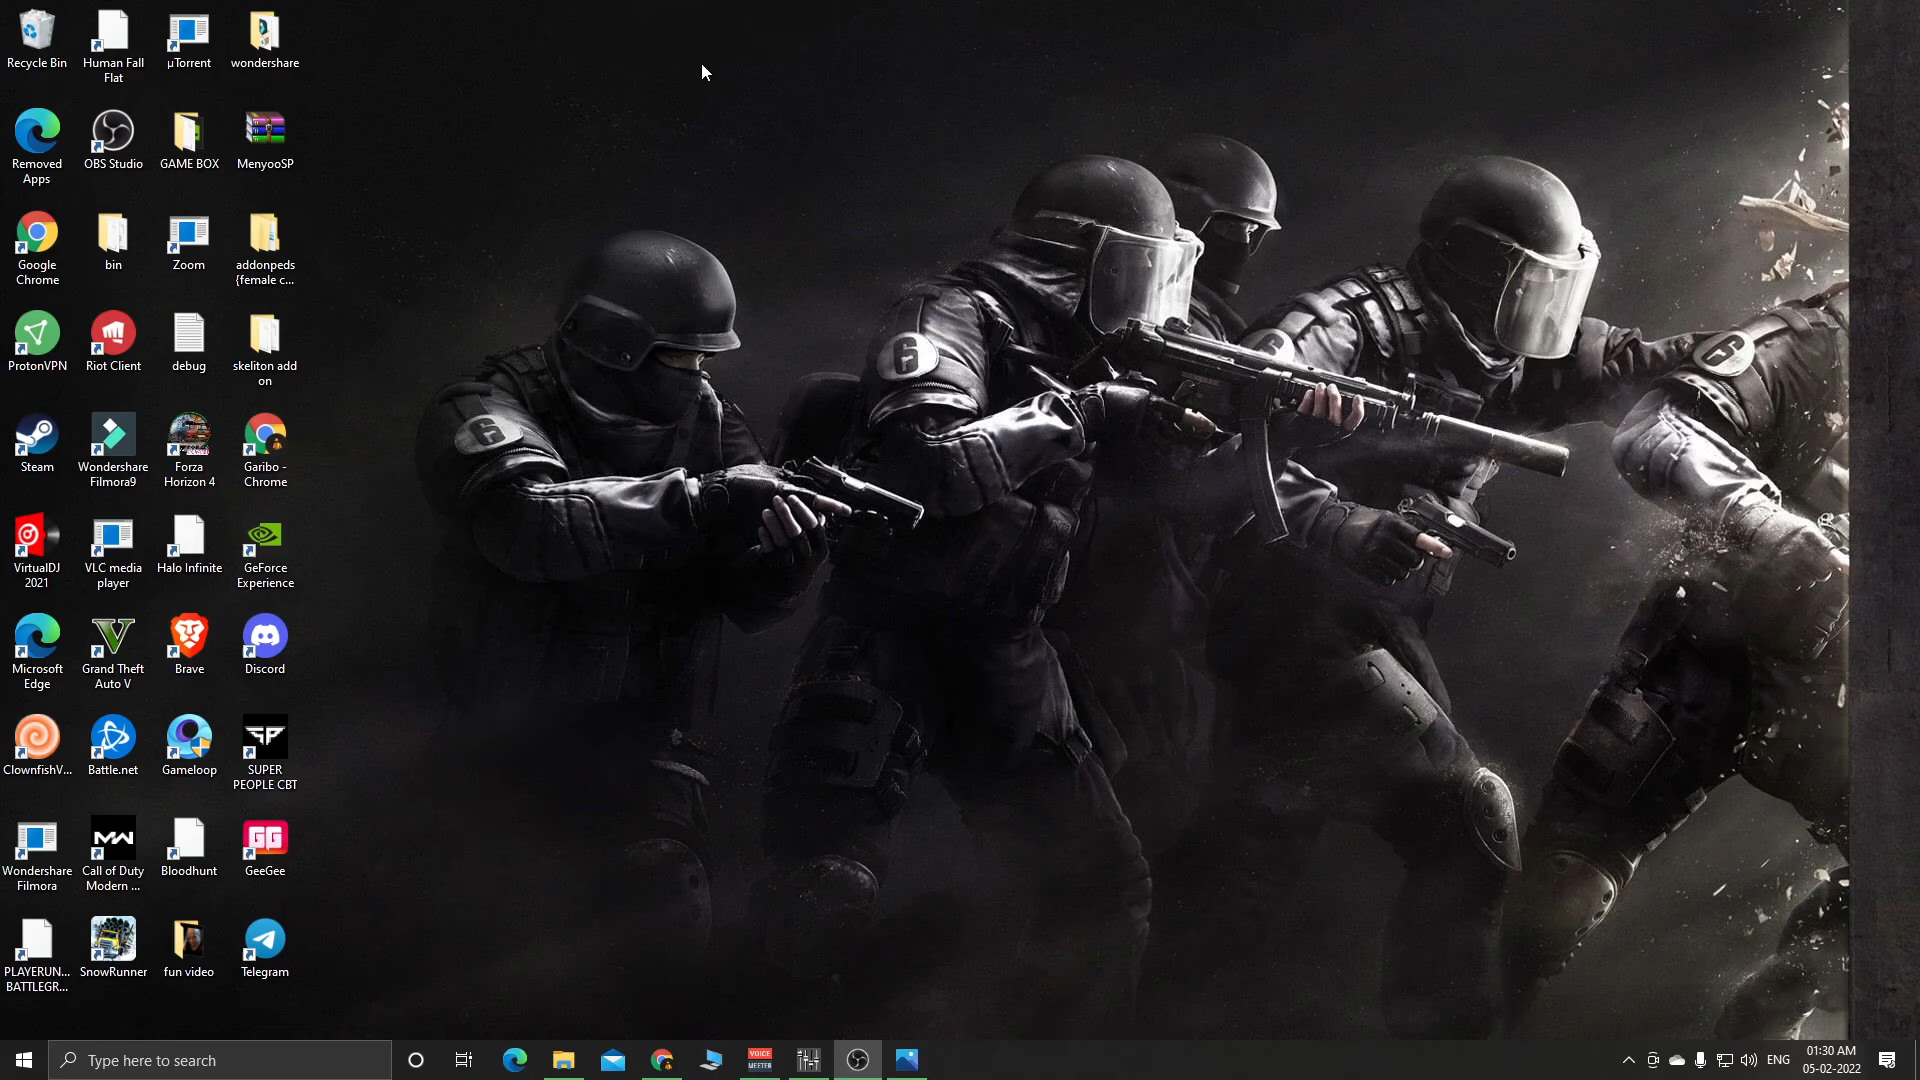 Recycle Bin
Human Fall
Flat
µTorrent
wondershare
Removed
Apps
OBS Studio
GAME BOX
MenyooSP
Google
Chrome
bin
Zoom
addonpeds
{female c...
ProtonVPN
Riot Client
debug
skeliton add
on
Steam
Wondershare
Filmora9
Forza
Horizon 4
Garibo -
Chrome
VirtualDJ
2021
VLC media
player
Halo Infinite
GeForce
Experience
Microsoft
Edge
Grand Theft
Auto V
Brave
Discord
ClownfishV...
Battle.net
Gameloop
SUPER
PEOPLE CBT
Wondershare
Filmora
Call of Duty
Modern ...
Bloodhunt
GG
GeeGee
PLAYERUN...
BATTLEGR...
SnowRunner
fun video
Telegram
Type here to search
VOICE
MEETER
ENG
01:30 AM
05-02-2022